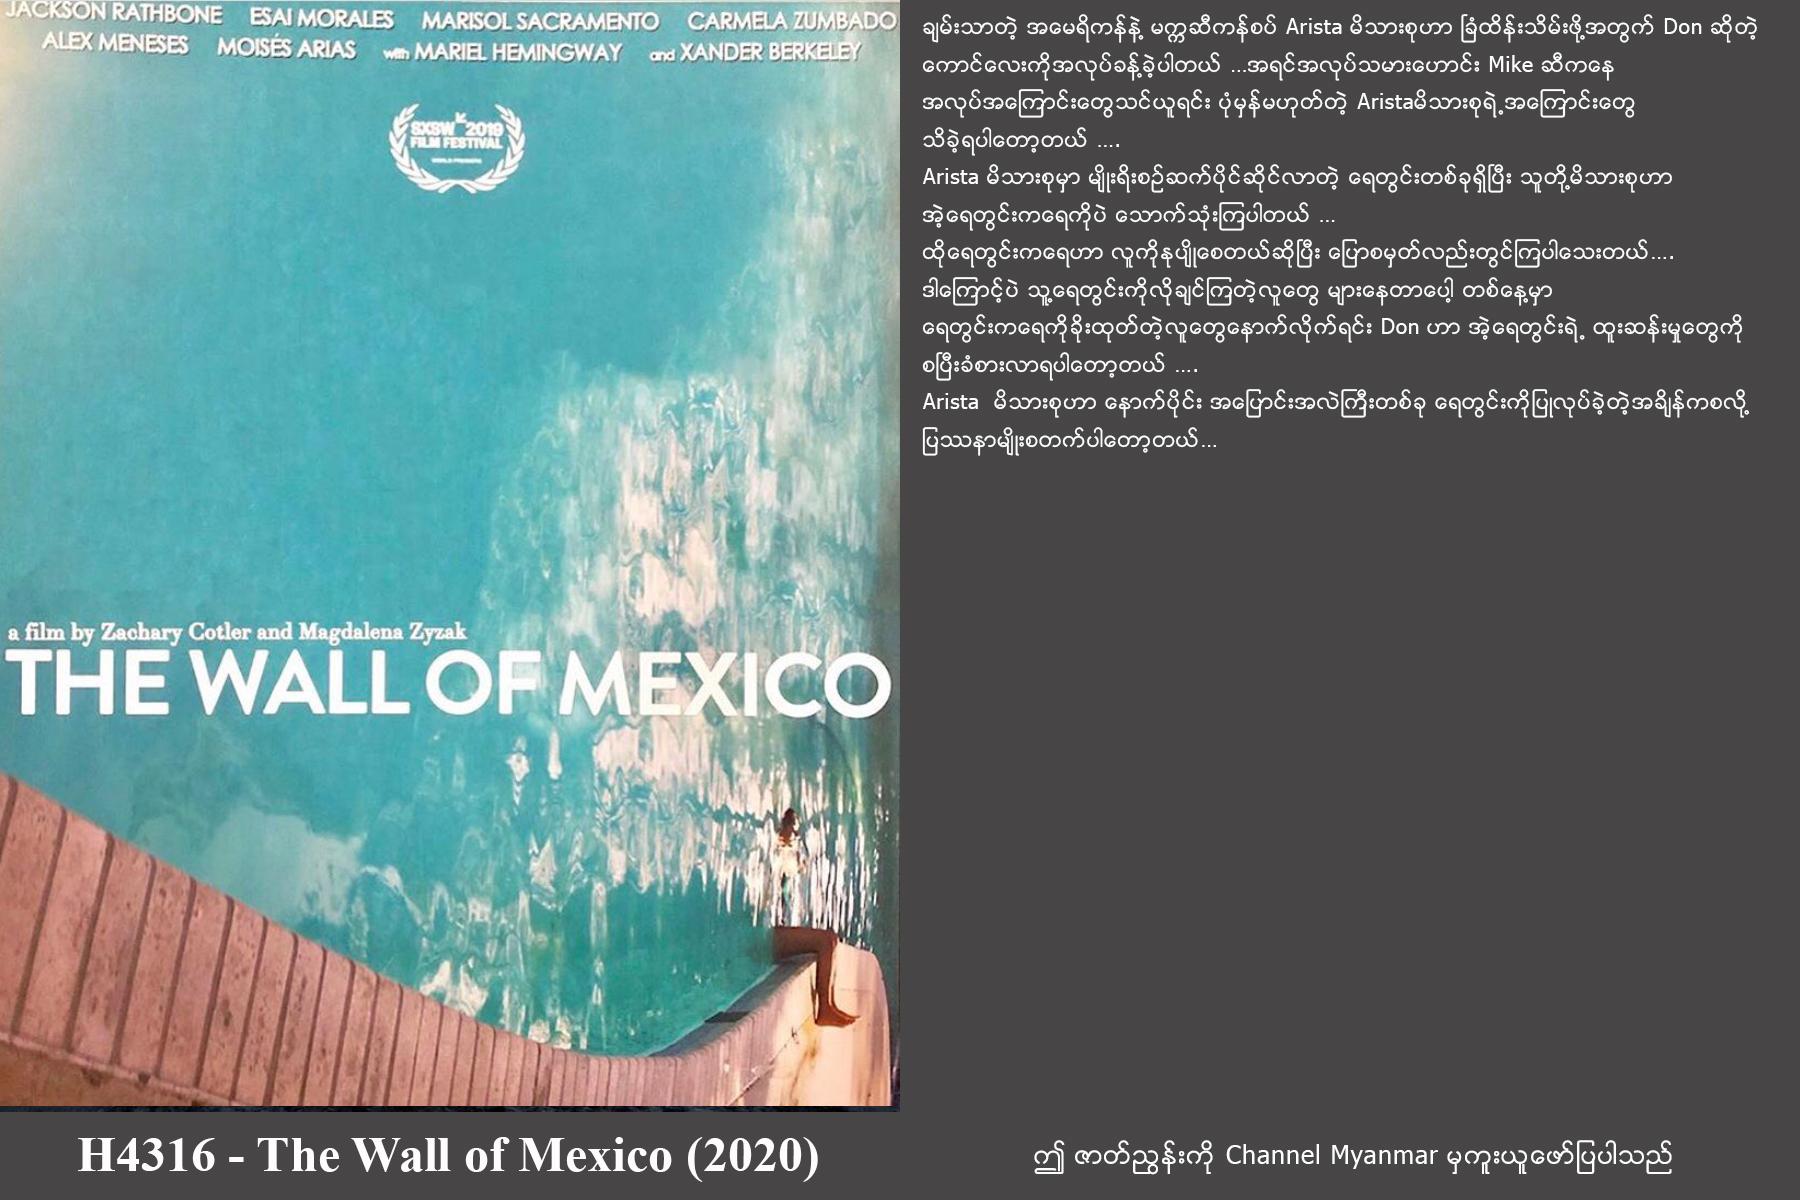 JACKSON RATHBONE ESAI MORALES MARISOL SACRAMENTO CARMELA ZUMBADO
ALEX MENESES MOISÉS ARIAS with MARIEL HEMINGWAY and XANDER BERKELEY
SXSW 2019
FILM FESTIVAL
WORLD PREMIERE
a film by Zachary Cotler and Magdalena Zyzak
THE WALL OF MEXICO
H4316 - The Wall of Mexico (2020)
ချမ်းသာတဲ့ အမေရိကန်နဲ့ မက္ကဆီကန်စပ် Arista မိသားစုဟာ ခြံထိန်းသိမ်းဖို့အတွက် Don ဆိုတဲ့
ကောင်လေးကိုအလုပ်ခန့်ခဲ့ပါတယ် ...အရင်အလုပ်သမားဟောင်း Mike ဆီကနေ
အလုပ်အကြောင်းတွေသင်ယူရင်း ပုံမှန်မဟုတ်တဲ့ Aristaမိသားစုရဲ့အကြောင်းတွေ
သိခဲ့ရပါတော့တယ် ....
Arista မိသားစုမှာ မျိုးရိုးစဉ်ဆက်ပိုင်ဆိုင်လာတဲ့ ရေတွင်းတစ်ခုရှိပြီး သူတို့မိသားစုဟာ
အဲ့ရေတွင်းကရေကိုပဲ သောက်သုံးကြပါတယ် ...
ထိုရေတွင်းကရေဟာ လူကိုနုပျိုစေတယ်ဆိုပြီး ပြောစမှတ်လည်းတွင်ကြပါသေးတယ်....
ဒါကြောင့်ပဲ သူ့ရေတွင်းကိုလိုချင်ကြတဲ့လူတွေ များနေတာပေါ့ တစ်နေ့မှာ
ရေတွင်းကရေကိုခိုးထုတ်တဲ့လူတွေနောက်လိုက်ရင်း Don ဟာ အဲ့ရေတွင်းရဲ့ ထူးဆန်းမှုတွေကို
စပြီးခံစားလာရပါတော့တယ် ....
Arista မိသားစုဟာ နောက်ပိုင်း အပြောင်းအလဲကြီးတစ်ခု ရေတွင်းကိုပြုလုပ်ခဲ့တဲ့အချိန်ကစလို့
ပြဿနာမျိုးစတက်ပါတော့တယ်...
ဤ ဇာတ်ညွှန်းကို Channel Myanmar မှကူးယူဖော်ပြပါသည်